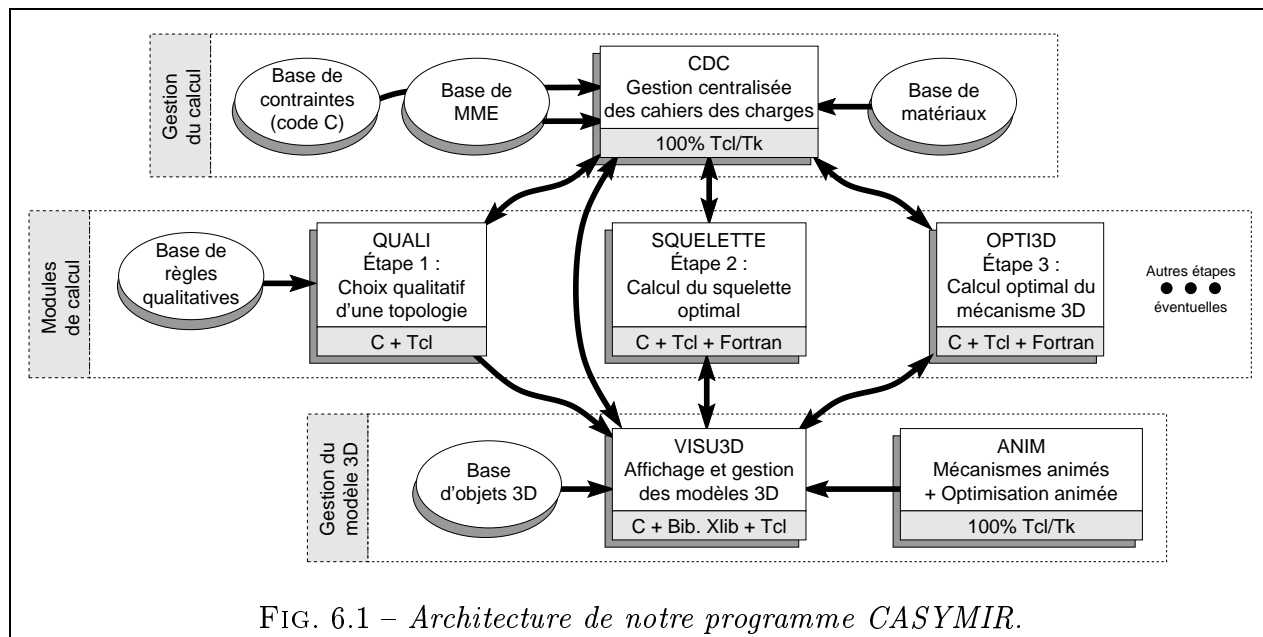 Gestion
du calcul
Base de
contraintes
(code C)
Base de
MME
CDC
Gestion centralisée
des cahiers des charges
100% Tcl/Tk
Base de
matériaux
Modules
de calcul
Base de
règles
qualitatives
QUALI
Étape 1 :
Choix qualitatif
d'une topologie
C + Tcl
SQUELETTE
Étape 2 :
Calcul du squelette
optimal
C + Tcl + Fortran
OPTI3D
Étape 3 :
Calcul optimal du
mécanisme 3D
C + Tcl + Fortran
Autres étapes
éventuelles
Gestion du
modèle 3D
Base
d'objets 3D
VISU3D
Affichage et gestion
des modèles 3D
C + Bib. Xlib + Tcl
ANIM
Mécanismes animés
+ Optimisation animée
100% Tcl/Tk
FIG. 6.1 – Architecture de notre programme CASYMIR.